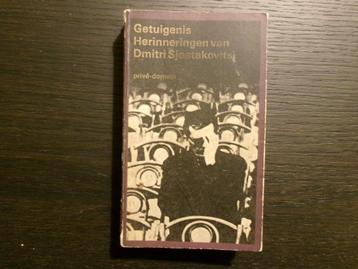 Getuigenis
Herinneringen van
Dmitri Sjostakovitsj
privé-domein